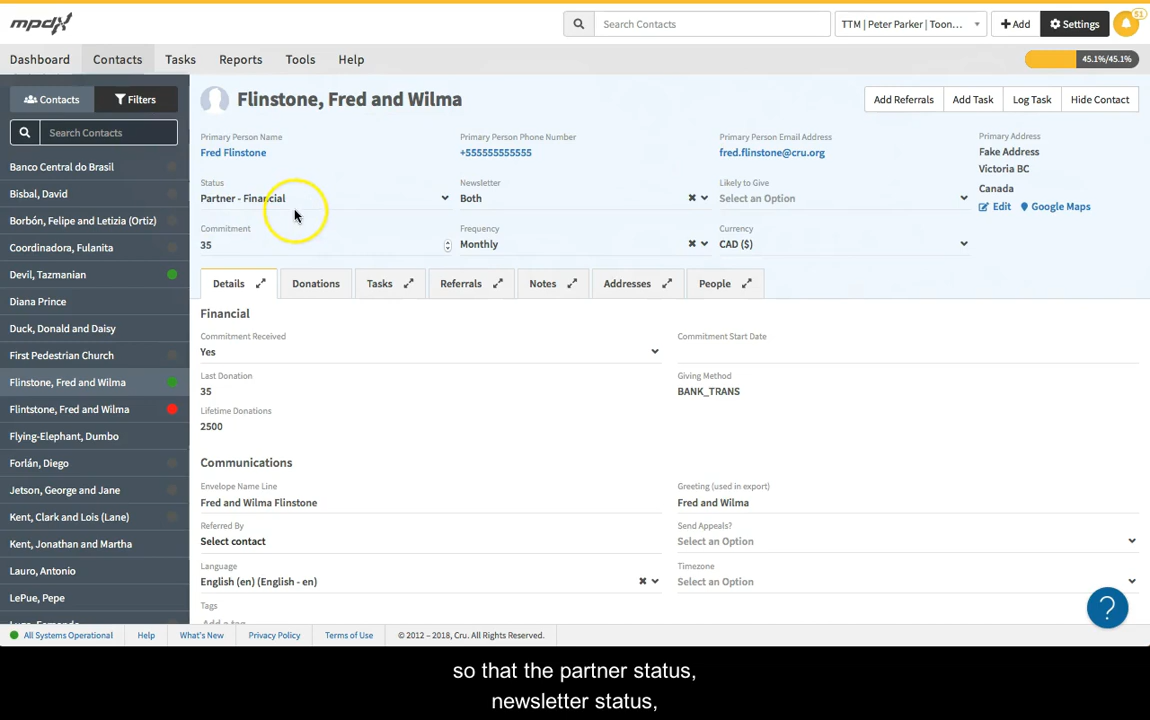 mpdx
Search Contacts
TTM | Peter Parker | Toon...
+ Add
Settings
51
Dashboard
Contacts
Tasks
Reports
Tools
Help
45.1%/45.1%
Contacts
Filters
Search Contacts
Banco Central do Brasil
Bisbal, David
Borbón, Felipe and Letizia (Ortiz)
Coordinadora, Fulanita
Devil, Tazmanian
Diana Prince
Duck, Donald and Daisy
First Pedestrian Church
Flinstone, Fred and Wilma
Flintstone, Fred and Wilma
Flying-Elephant, Dumbo
Forlán, Diego
Jetson, George and Jane
Kent, Clark and Lois (Lane)
Kent, Jonathan and Martha
Lauro, Antonio
LePue, Pepe
Flinstone, Fred and Wilma
Add Referrals
Add Task
Log Task
Hide Contact
Primary Person Name
Fred Flinstone
Primary Person Phone Number
+555555555555
Primary Person Email Address
fred.flinstone@cru.org
Primary Address
Fake Address
Victoria BC
Canada
Edit
Google Maps
Status
Partner - Financial
Newsletter
Both
Likely to Give
Select an Option
Commitment
35
Frequency
Monthly
Currency
CAD ($)
Details
Donations
Tasks
Referrals
Notes
Addresses
People
Financial
Commitment Received
Yes
Commitment Start Date
Last Donation
35
Giving Method
BANK_TRANS
Lifetime Donations
2500
Communications
Envelope Name Line
Fred and Wilma Flinstone
Greeting (used in export)
Fred and Wilma
Referred By
Select contact
Send Appeals?
Select an Option
Language
English (en) (English - en)
Timezone
Select an Option
Tags
Add a tag
?
All Systems Operational
Help
What's New
Privacy Policy
Terms of Use
© 2012 – 2018, Cru. All Rights Reserved.
so that the partner status,
newsletter status,